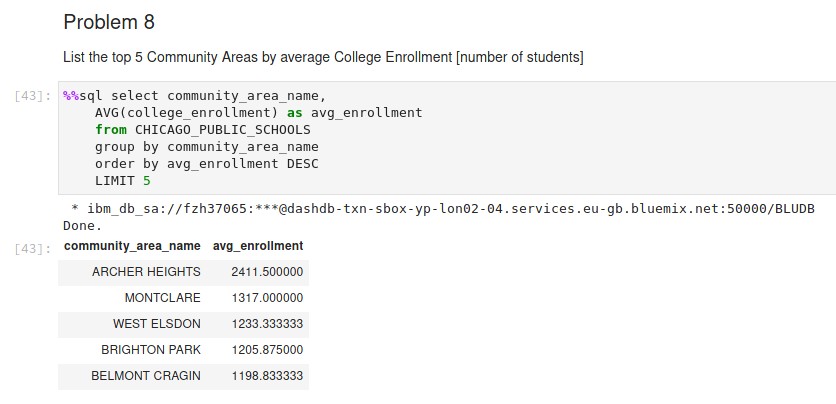 Problem 8
List the top 5 Community Areas by average College Enrollment [number of students]
[43]: %%sql select community_area_name,
AVG(college_enrollment) as avg_enrollment
from CHICAGO_PUBLIC_SCHOOLS
group by community_area_name
order by avg_enrollment DESC
LIMIT 5
* ibm_db_sa://fzh37065:***@dashdb-txn-sbox-yp-lon02-04.services.eu-gb.bluemix.net:50000/BLUDB
Done.
[43]: community_area_name avg_enrollment
ARCHER HEIGHTS 2411.500000
MONTCLARE 1317.000000
WEST ELSDON 1233.333333
BRIGHTON PARK 1205.875000
BELMONT CRAGIN 1198.833333